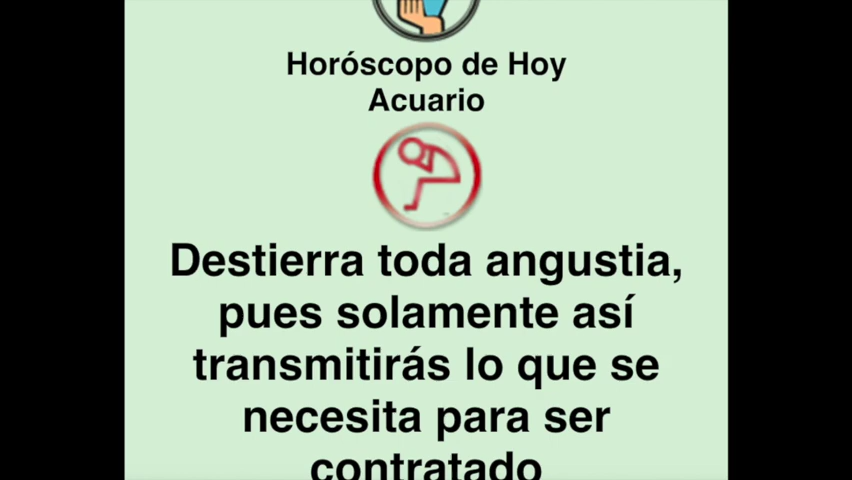 Horóscopo de Hoy
Acuario
Destierra toda angustia,
pues solamente así
transmitirás lo que se
necesita para ser
contratado